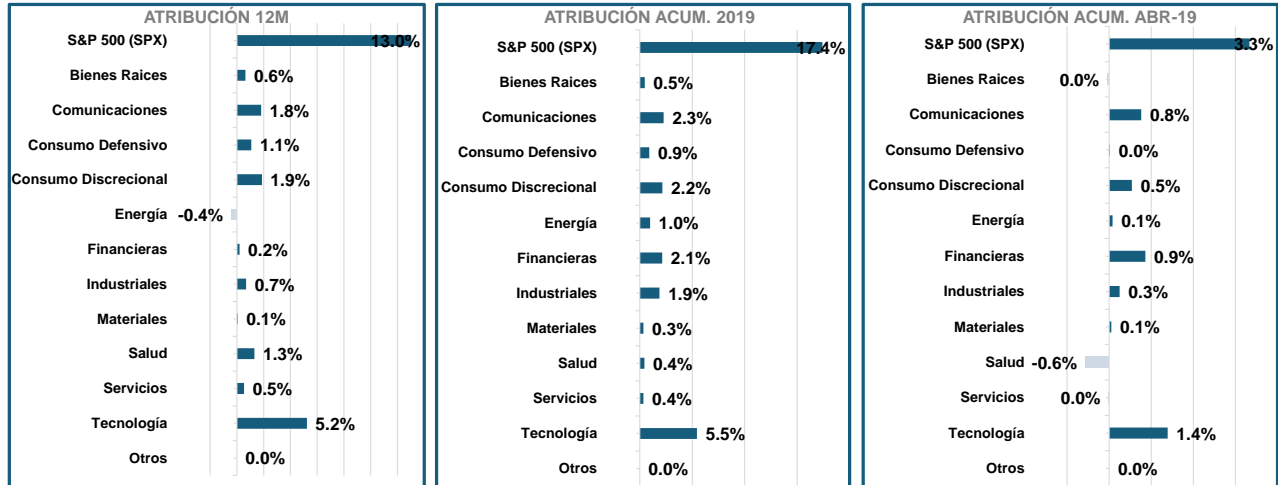 ATRIBUCIÓN 12M
S&P 500 (SPX) 13.0%
Bienes Raices 0.6%
Comunicaciones 1.8%
Consumo Defensivo 1.1%
Consumo Discrecional 1.9%
Energía -0.4%
Financieras 0.2%
Industriales 0.7%
Materiales 0.1%
Salud 1.3%
Servicios 0.5%
Tecnología 5.2%
Otros 0.0%
ATRIBUCIÓN ACUM. 2019
S&P 500 (SPX) 17.4%
Bienes Raices 0.5%
Comunicaciones 2.3%
Consumo Defensivo 0.9%
Consumo Discrecional 2.2%
Energía 1.0%
Financieras 2.1%
Industriales 1.9%
Materiales 0.3%
Salud 0.4%
Servicios 0.4%
Tecnología 5.5%
Otros 0.0%
ATRIBUCIÓN ACUM. ABR-19
S&P 500 (SPX) 3.3%
Bienes Raices 0.0%
Comunicaciones 0.8%
Consumo Defensivo 0.0%
Consumo Discrecional 0.5%
Energía 0.1%
Financieras 0.9%
Industriales 0.3%
Materiales 0.1%
Salud -0.6%
Servicios 0.0%
Tecnología 1.4%
Otros 0.0%